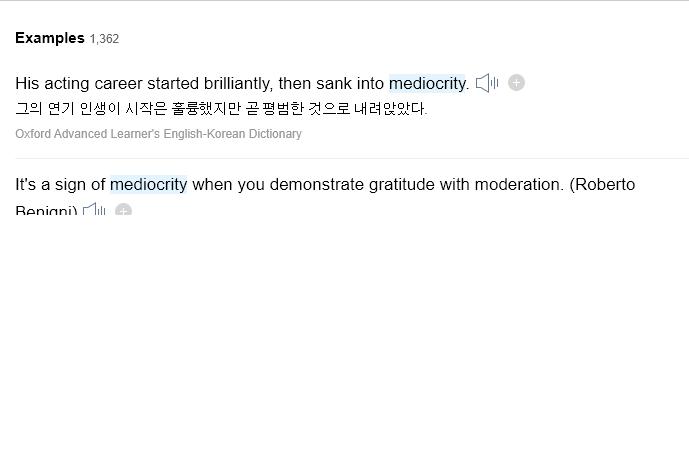 Examples 1,362
His acting career started brilliantly, then sank into mediocrity.
그의 연기 인생이 시작은 훌륭했지만 곧 평범한 것으로 내려앉았다.
Oxford Advanced Learner's English-Korean Dictionary
It's a sign of mediocrity when you demonstrate gratitude with moderation. (Roberto
Benigni)